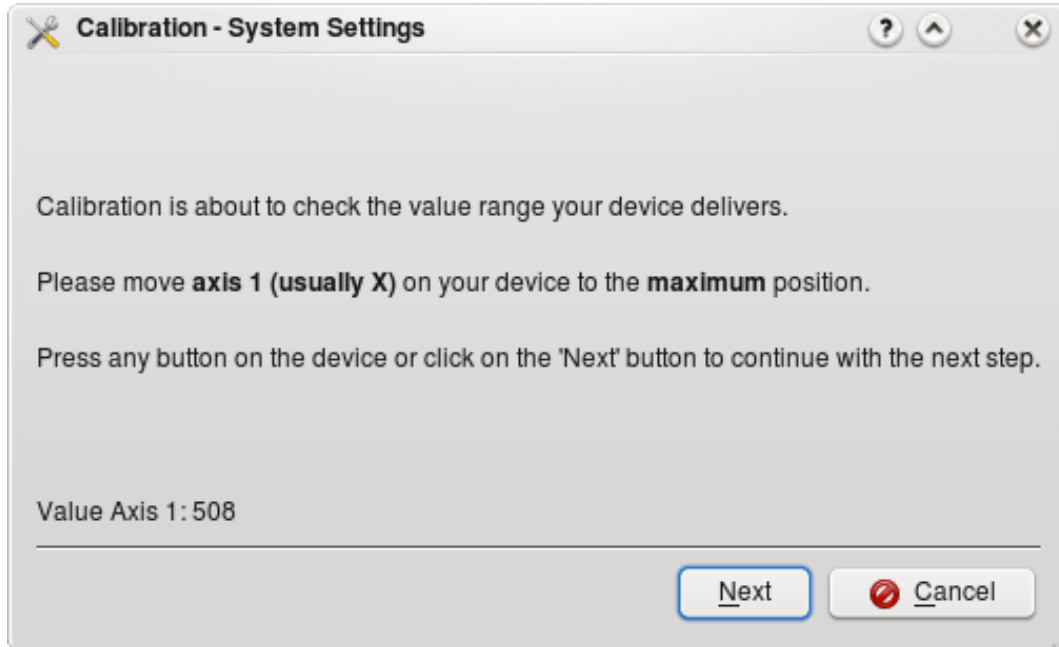 Calibration - System Settings
Calibration is about to check the value range your device delivers.
Please move axis 1 (usually X) on your device to the maximum position.
Press any button on the device or click on the 'Next' button to continue with the next step.
Value Axis 1: 508
Next
Cancel